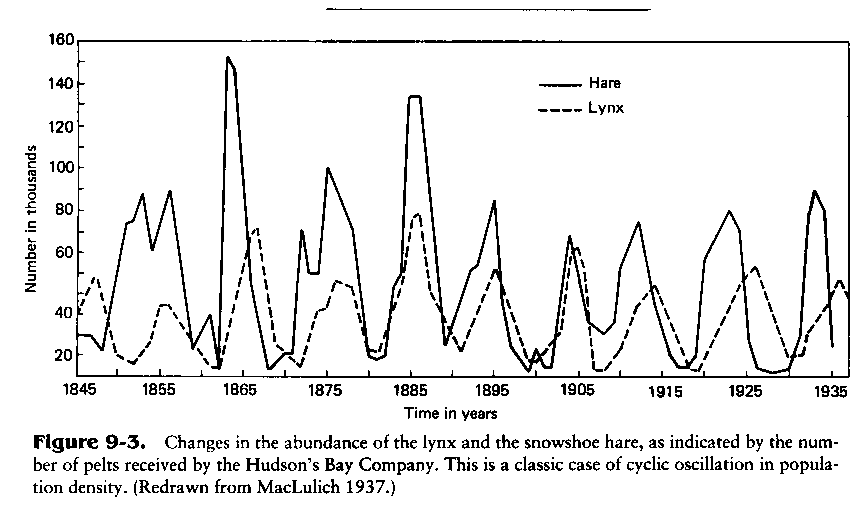 160
140
120
100
80
60
40
20
Number in thousands
Hare
Lynx
1845 1855 1865 1875 1885 1895 1905 1915 1925 1935
Time in years
Figure 9-3. Changes in the abundance of the lynx and the snowshoe hare, as indicated by the num-
ber of pelts received by the Hudson's Bay Company. This is a classic case of cyclic oscillation in popula-
tion density. (Redrawn from MacLulich 1937.)